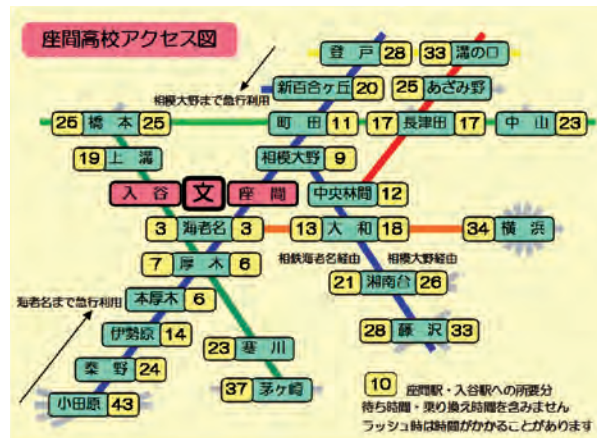 座間高校アクセス図
登戸 28 33 溝の口
新百合ヶ丘 20 25 あざみ野
相模大野まで急行利用
25 橋本 25 町田 11 17 長津田 17 中山 23
19 上溝 相模大野 9
入谷 文 座間 中央林間 12
3 海老名 3 13 大和 18 34 横浜
7 厚木 6 相鉄海老名経由 相模大野経由
21 湘南台 26
海老名まで急行利用 本厚木 6
伊勢原 14 28 藤沢 33
秦野 24 23 寒川
小田原 43 37 茅ヶ崎
10 座間駅・入谷駅への所要分
待ち時間・乗り換え時間を含みません
ラッシュ時は時間がかかることがあります